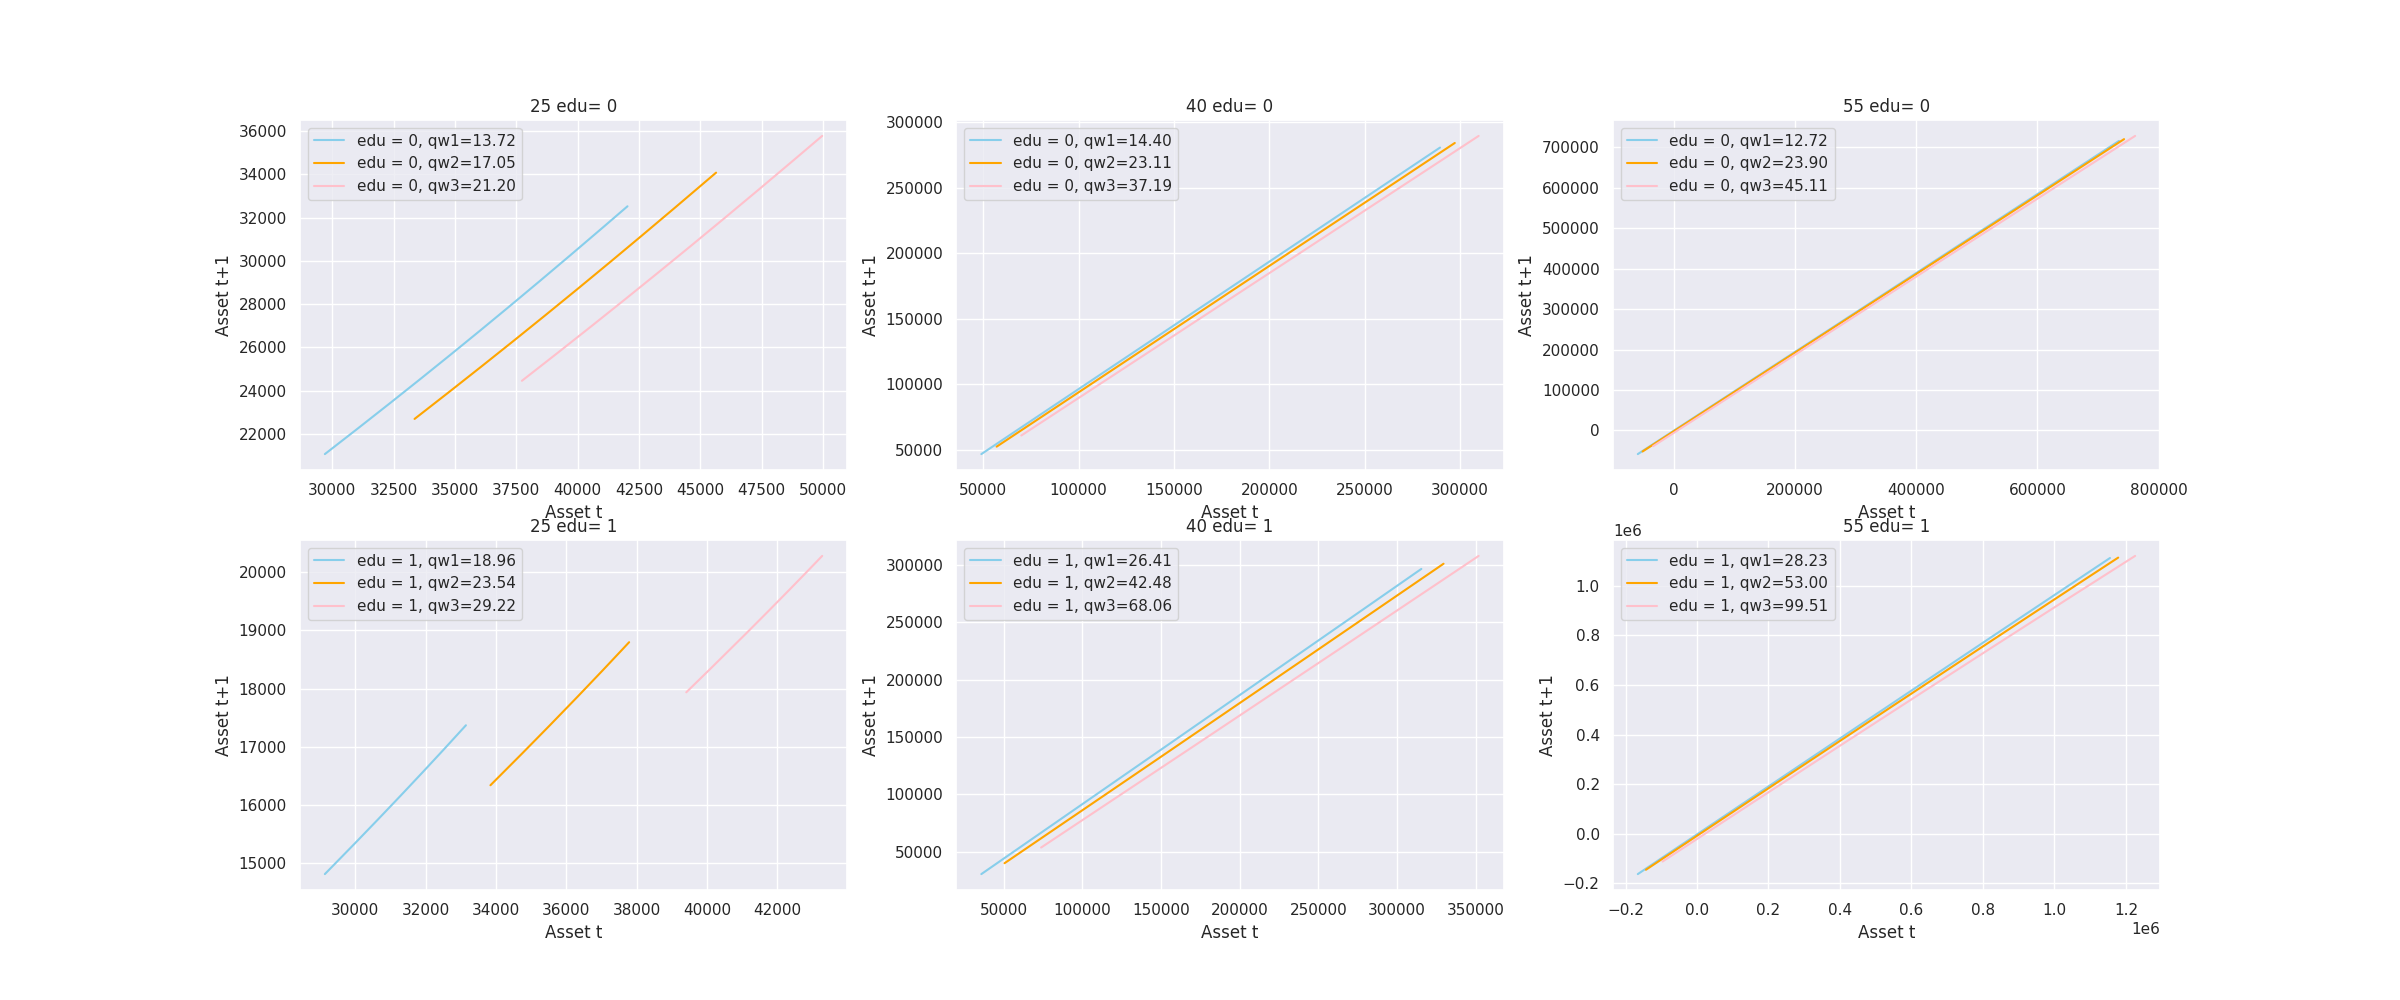 25 edu= 0
edu = 0, qw1=13.72
edu = 0, qw2=17.05
edu = 0, qw3=21.20
36000
34000
32000
30000
28000
26000
24000
22000
Asset t+1
30000 32500 35000 37500 40000 42500 45000 47500 50000
Asset t
40 edu= 0
edu = 0, qw1=14.40
edu = 0, qw2=23.11
edu = 0, qw3=37.19
300000
250000
200000
150000
100000
50000
Asset t+1
50000 100000 150000 200000 250000 300000
Asset t
55 edu= 0
edu = 0, qw1=12.72
edu = 0, qw2=23.90
edu = 0, qw3=45.11
700000
600000
500000
400000
300000
200000
100000
0
Asset t+1
0 200000 400000 600000 800000
Asset t
25 edu= 1
edu = 1, qw1=18.96
edu = 1, qw2=23.54
edu = 1, qw3=29.22
20000
19000
18000
17000
16000
15000
Asset t+1
30000 32000 34000 36000 38000 40000 42000
Asset t
40 edu= 1
edu = 1, qw1=26.41
edu = 1, qw2=42.48
edu = 1, qw3=68.06
300000
250000
200000
150000
100000
50000
Asset t+1
50000 100000 150000 200000 250000 300000 350000
Asset t
55 edu= 1
1e6
edu = 1, qw1=28.23
edu = 1, qw2=53.00
edu = 1, qw3=99.51
1.0
0.8
0.6
0.4
0.2
0.0
−0.2
Asset t+1
−0.2 0.0 0.2 0.4 0.6 0.8 1.0 1.2
1e6
Asset t